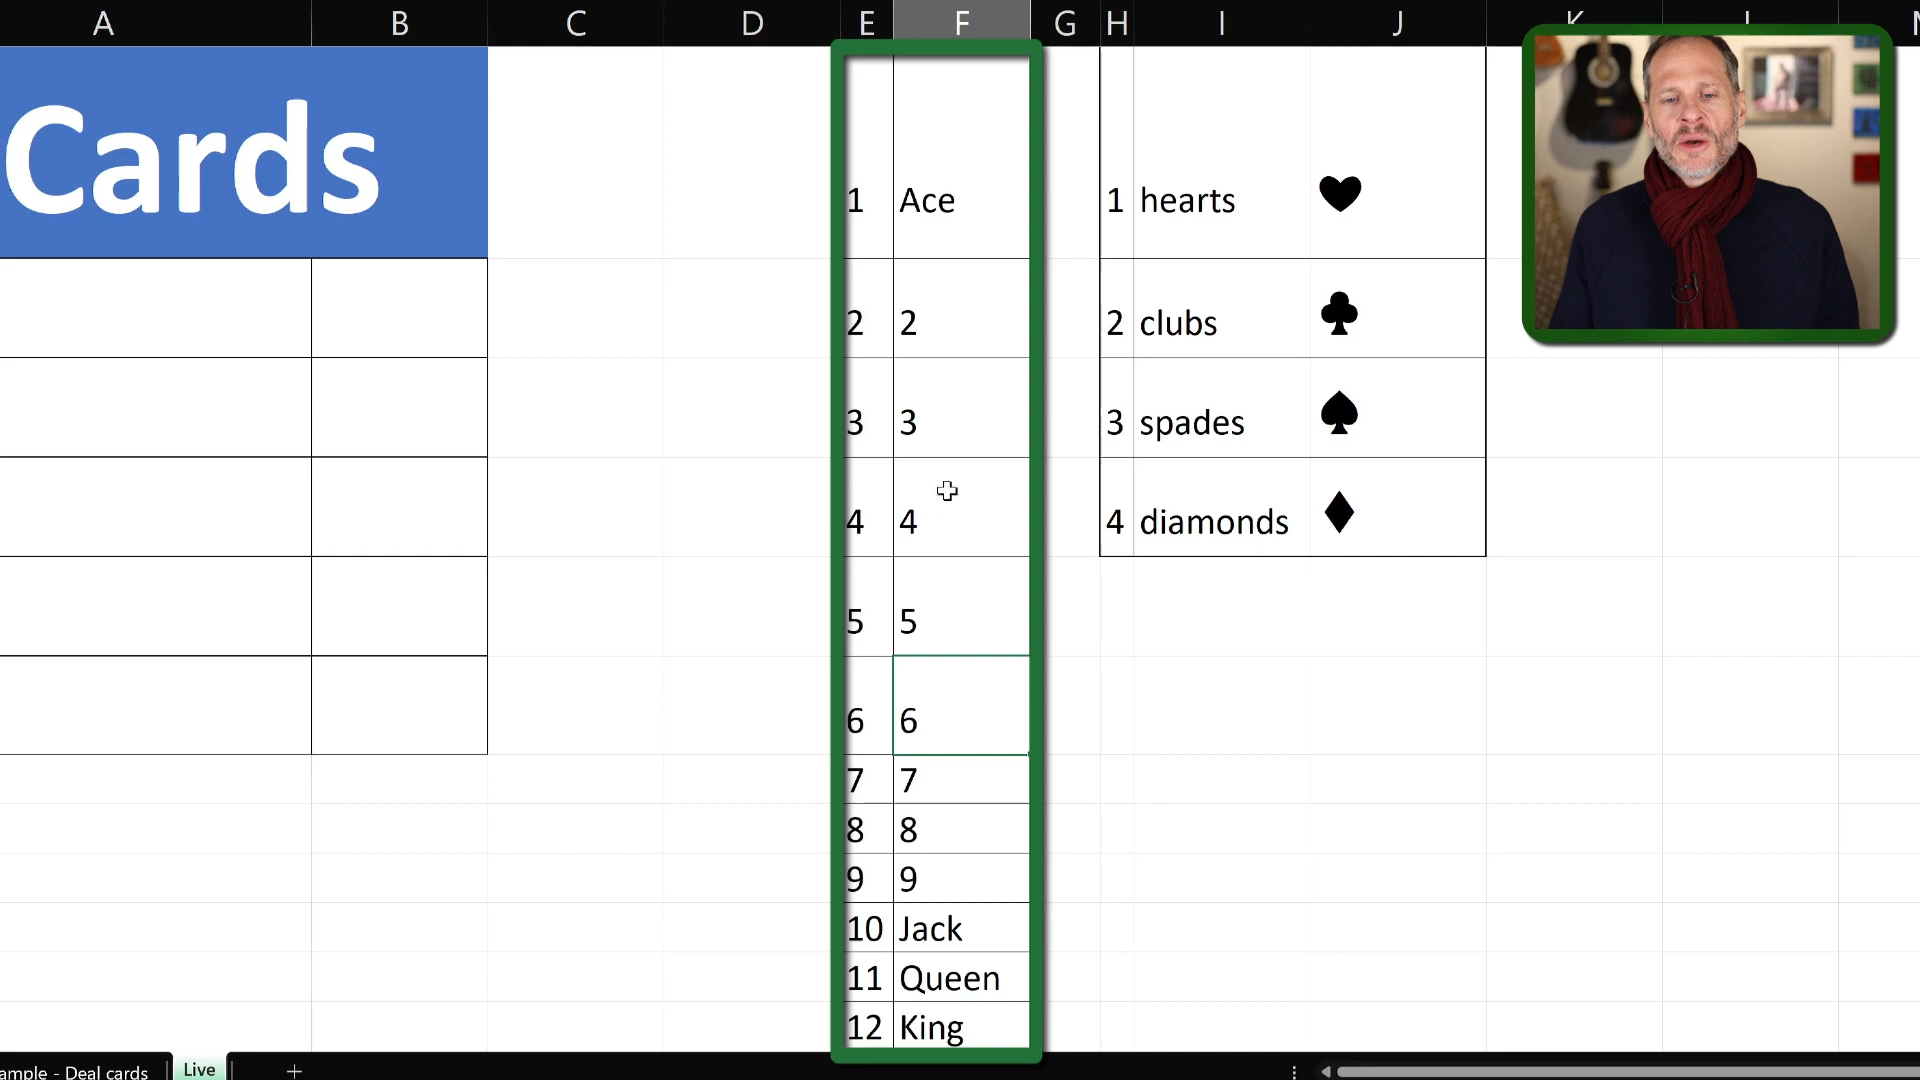 A B C D E F G H I J K
Cards
1 Ace 1 hearts ♥
2 2 2 clubs ♣
3 3 3 spades ♠
4 4 4 diamonds ♦
5 5
6 6
7 7
8 8
9 9
10 Jack
11 Queen
12 King
ample - Deal cards Live +